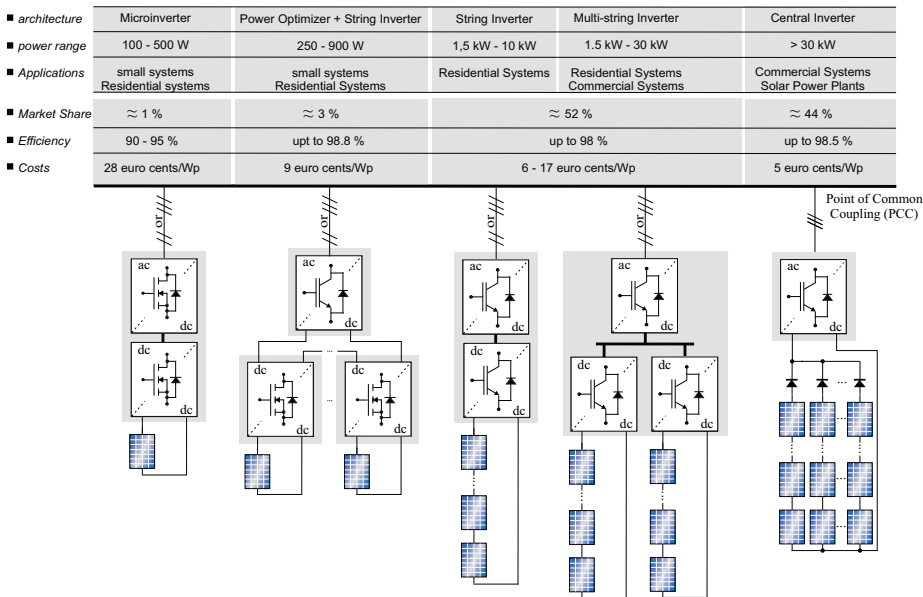 ▪ architecture Microinverter Power Optimizer + String Inverter String Inverter Multi-string Inverter Central Inverter
▪ power range 100 - 500 W 250 - 900 W 1,5 kW - 10 kW 1.5 kW - 30 kW > 30 kW
▪ Applications small systems Residential systems small systems Residential Systems Residential Systems Residential Systems Commercial Systems Commercial Systems Solar Power Plants
▪ Market Share ≈ 1 % ≈ 3 % ≈ 52 % ≈ 44 %
▪ Efficiency 90 - 95 % upt to 98.8 % up to 98 % up to 98.5 %
▪ Costs 28 euro cents/Wp 9 euro cents/Wp 6 - 17 euro cents/Wp 5 euro cents/Wp
Point of Common
Coupling (PCC)
or or or or
ac ac ac ac ac
dc dc dc dc dc
dc dc dc dc dc dc
dc dc dc dc dc dc